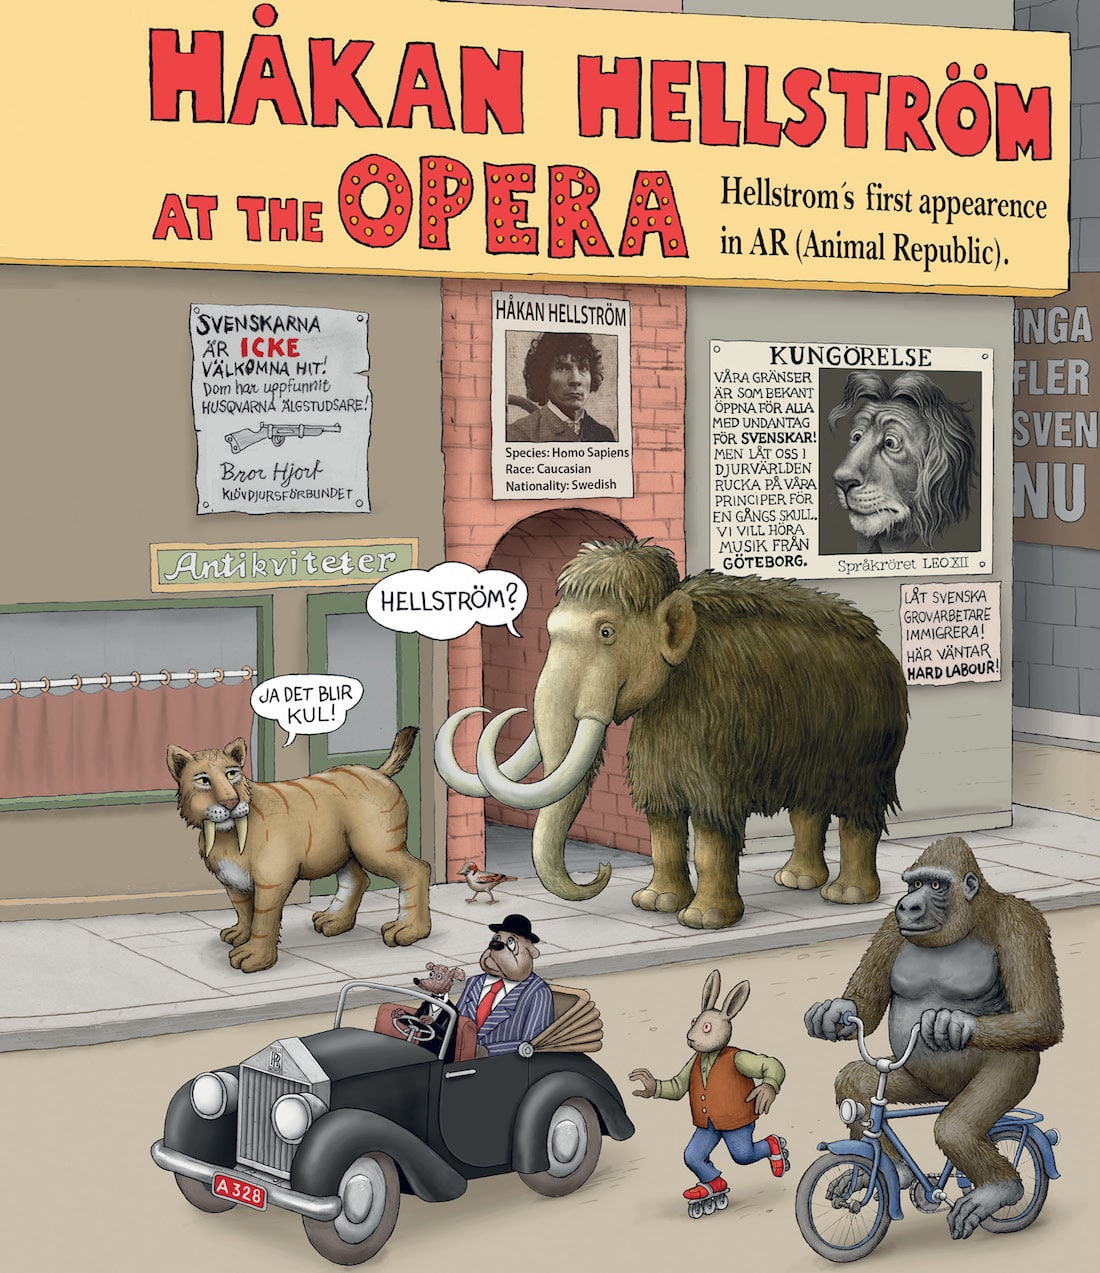 HÅKAN HELLSTRÖM
AT THE OPERA
Hellstrom´s first appearence
in AR (Animal Republic).
SVENSKARNA
ÄR ICKE
VÄLKOMNA HIT!
Dom har uppfunnit
HUSQVARNA ÄLGSTUDSARE!
Bror Hjort
KLÖVDJURSFÖRBUNDET
HÅKAN HELLSTRÖM
Species: Homo Sapiens
Race: Caucasian
Nationality: Swedish
KUNGÖRELSE
VÅRA GRÄNSER
ÄR SOM BEKANT
ÖPPNA FÖR ALLA
MED UNDANTAG
FÖR SVENSKAR!
MEN LÅT OSS I
DJURVÄRLDEN
RUCKA PÅ VÅRA
PRINCIPER FÖR
EN GÅNGS SKULL.
VI VILL HÖRA
MUSIK FRÅN
GÖTEBORG.
Språkröret LEO XII
INGA
FLER
SVEN
NU
Antikviteter
HELLSTRÖM?
LÅT SVENSKA
GROVARBETARE
IMMIGRERA!
HÄR VÄNTAR
HARD LABOUR!
JA DET BLIR
KUL!
A 328